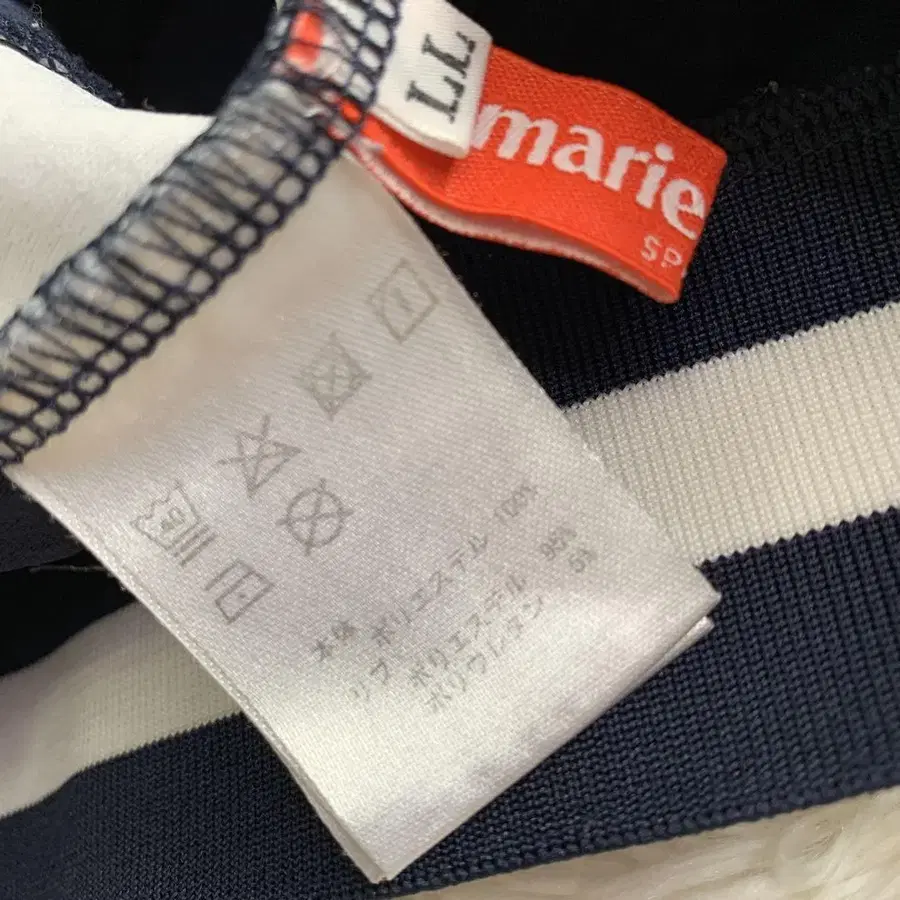 LL
marie
SP.
本体 ポリエステル 100%
リブ ポリエステル 95%
ポリウレタン 5%